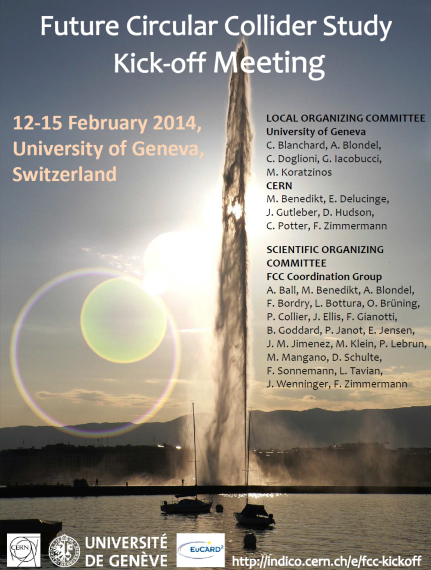 Future Circular Collider Study
Kick-off Meeting
12-15 February 2014,
University of Geneva,
Switzerland
LOCAL ORGANIZING COMMITTEE
University of Geneva
C. Blanchard, A. Blondel,
C. Doglioni, G. Iacobucci,
M. Koratzinos
CERN
M. Benedikt, E. Delucinge,
J. Gutleber, D. Hudson,
C. Potter, F. Zimmermann
SCIENTIFIC ORGANIZING
COMMITTEE
FCC Coordination Group
A. Ball, M. Benedikt, A. Blondel,
F. Bordry, L. Bottura, O. Brüning,
P. Collier, J. Ellis, F. Gianotti,
B. Goddard, P. Janot, E. Jensen,
J. M. Jimenez, M. Klein, P. Lebrun,
M. Mangano, D. Schulte,
F. Sonnemann, L. Tavian,
J. Wenninger, F. Zimmermann
CERN
UNIVERSITÉ
DE GENÈVE
EuCARD²
http://indico.cern.ch/e/fcc-kickoff